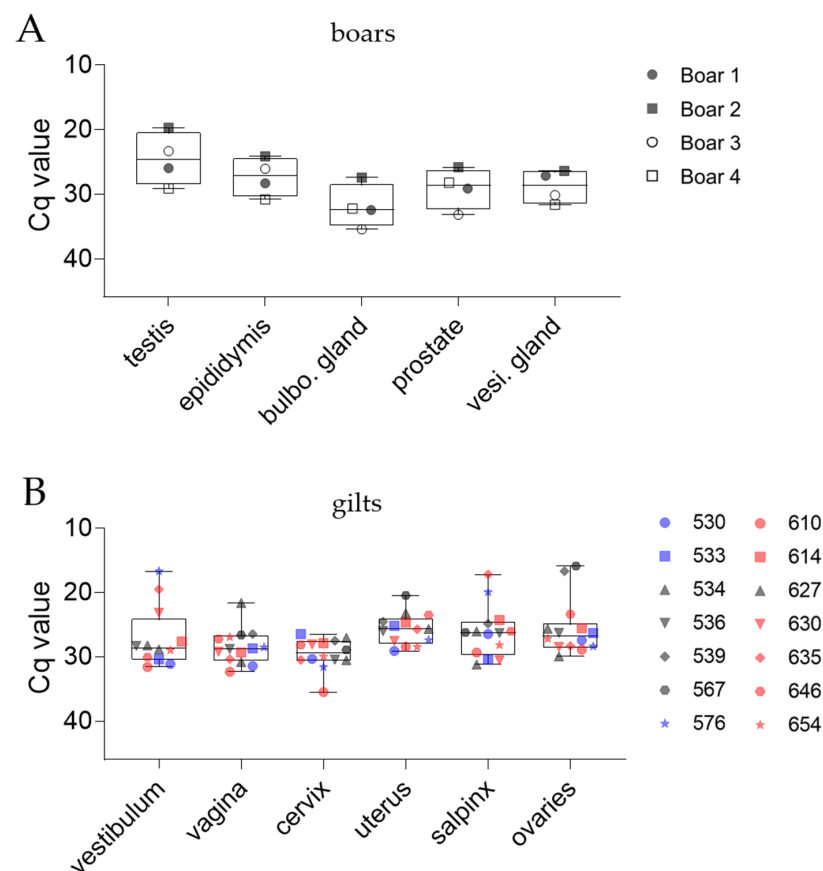 A
boars
10
20
30
40
Cq value
testis
epididymis
bulbo. gland
prostate
vesi. gland
Boar 1
Boar 2
Boar 3
Boar 4
B
gilts
10
20
30
40
Cq value
vestibulum
vagina
cervix
uterus
salpinx
ovaries
530 610
533 614
534 627
536 630
539 635
567 646
576 654